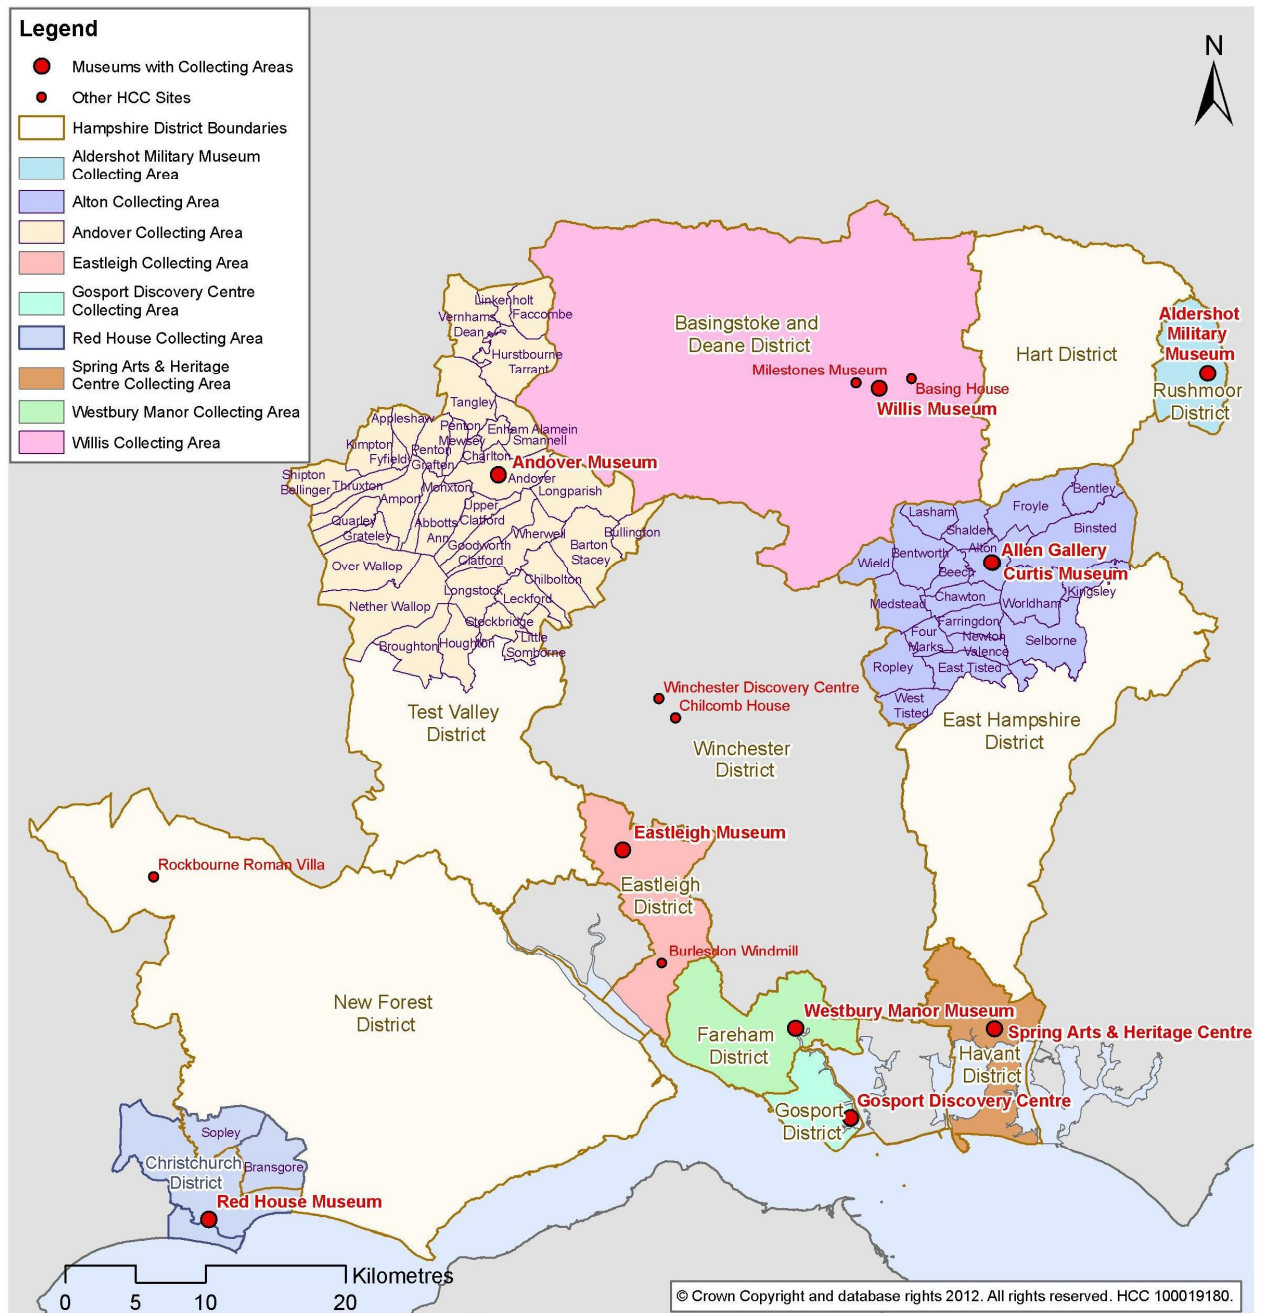 Legend
Museums with Collecting Areas
Other HCC Sites
Hampshire District Boundaries
Aldershot Military Museum
Collecting Area
Alton Collecting Area
Andover Collecting Area
Eastleigh Collecting Area
Gosport Discovery Centre
Collecting Area
Red House Collecting Area
Spring Arts & Heritage
Centre Collecting Area
Westbury Manor Collecting Area
Willis Collecting Area
N
Linkenholt
Vernhams
Dean
Faccombe
Hurstbourne
Tarrant
Tangley
Appleshaw
Penton
Mewsey
Enham Alamein
Smannell
Kimpton
Fyfield
Penton
Grafton
Charlton
Andover Museum
Andover
Shipton
Bellinger
Thruxton
Amport
Monxton
Longparish
Quarley
Grateley
Abbotts
Ann
Upper
Clatford
Goodworth
Clatford
Wherwell
Bullington
Barton
Stacey
Over Wallop
Chilbolton
Longstock
Leckford
Nether Wallop
Stockbridge
Broughton
Houghton
Little
Somborne
Test Valley
District
Basingstoke and
Deane District
Milestones Museum
Basing House
Willis Museum
Hart District
Aldershot
Military
Museum
Rushmoor
District
Lasham
Shalden
Froyle
Bentley
Binsted
Bentworth
Alton
Allen Gallery
Curtis Museum
Wield
Beech
Kingsley
Medstead
Chawton
Worldham
Farringdon
Four
Marks
Newton
Valence
Selborne
Ropley
East Tisted
West
Tisted
East Hampshire
District
Winchester Discovery Centre
Chilcomb House
Winchester
District
Eastleigh Museum
Eastleigh
District
Burlesdon Windmill
Rockbourne Roman Villa
New Forest
District
Westbury Manor Museum
Fareham
District
Spring Arts & Heritage Centre
Havant
District
Gosport Discovery Centre
Gosport
District
Sopley
Christchurch
District
Bransgore
Red House Museum
Kilometres
0 5 10 20
© Crown Copyright and database rights 2012. All rights reserved. HCC 100019180.